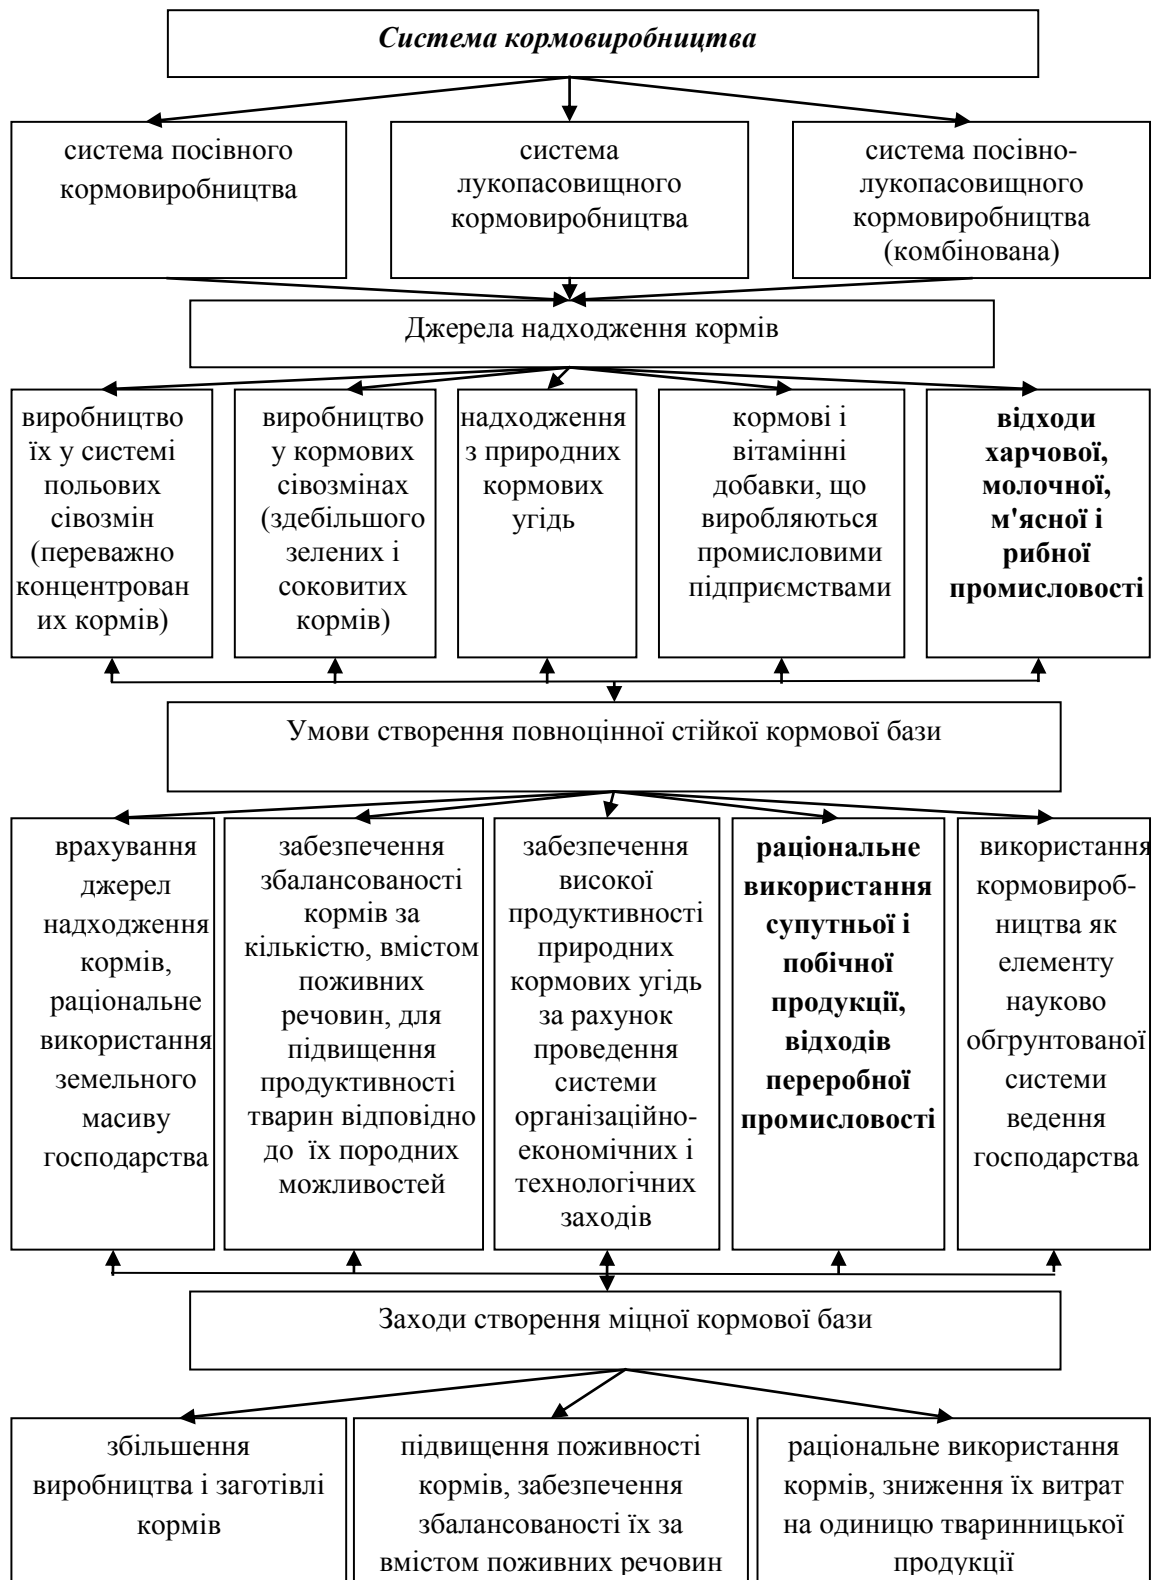 Система кормовиробництва
система посівного
кормовиробництва
система
лукопасовищного
кормовиробництва
система посівно-
лукопасовищного
кормовиробництва
(комбінована)
Джерела надходження кормів
виробництво
їх у системі
польових
сівозмін
(переважно
концентрован
их кормів)
виробництво
у кормових
сівозмінах
(здебільшого
зелених і
соковитих
кормів)
надходження
з природних
кормових
угідь
кормові і
вітамінні
добавки, що
виробляються
промисловими
підприємствами
відходи
харчової,
молочної,
м'ясної і
рибної
промисловості
Умови створення повноцінної стійкої кормової бази
врахування
джерел
надходження
кормів,
раціональне
використання
земельного
масиву
господарства
забезпечення
збалансованості
кормів за
кількістю, вмістом
поживних
речовин, для
підвищення
продуктивності
тварин відповідно
до їх породних
можливостей
забезпечення
високої
продуктивності
природних
кормових угідь
за рахунок
проведення
системи
організаційно-
економічних і
технологічних
заходів
раціональне
використання
супутньої і
побічної
продукції,
відходів
переробної
промисловості
використання
кормовироб-
ництва як
елементу
науково
обгрунтованої
системи
ведення
господарства
Заходи створення міцної кормової бази
збільшення
виробництва і заготівлі
кормів
підвищення поживності
кормів, забезпечення
збалансованості їх за
вмістом поживних речовин
раціональне використання
кормів, зниження їх витрат
на одиницю тваринницької
продукції